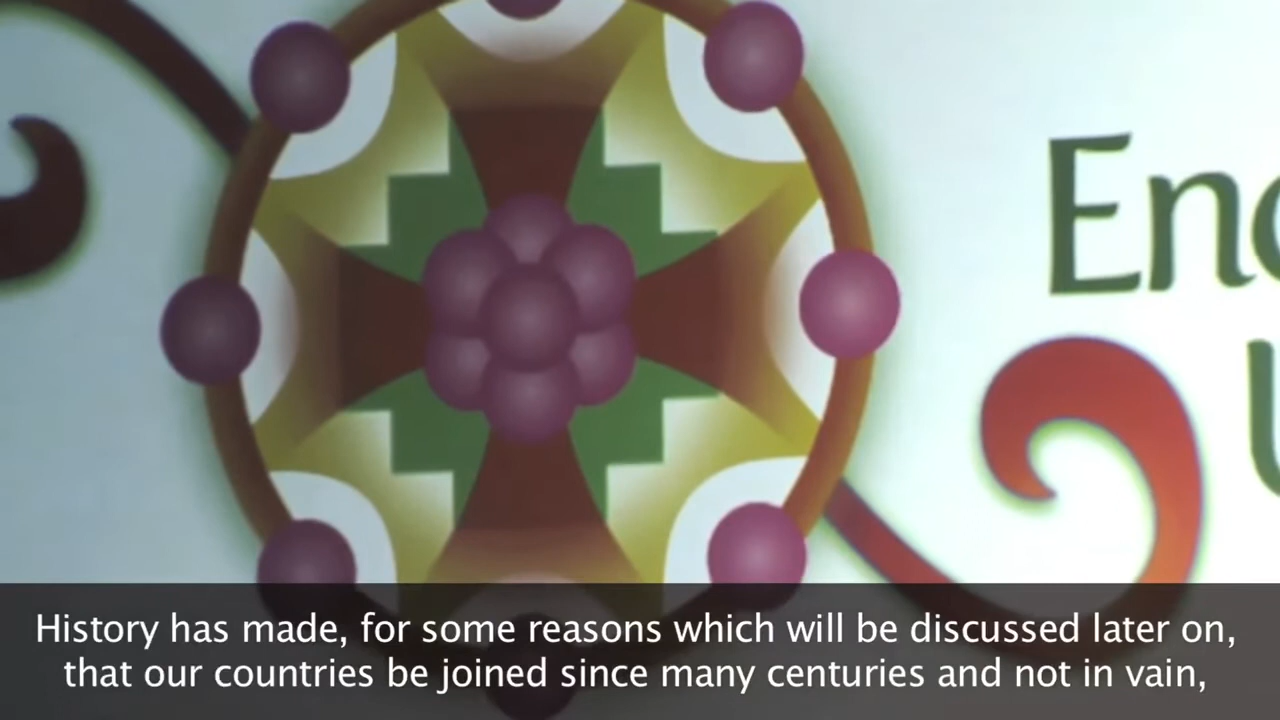 History has made, for some reasons which will be discussed later on,
that our countries be joined since many centuries and not in vain,